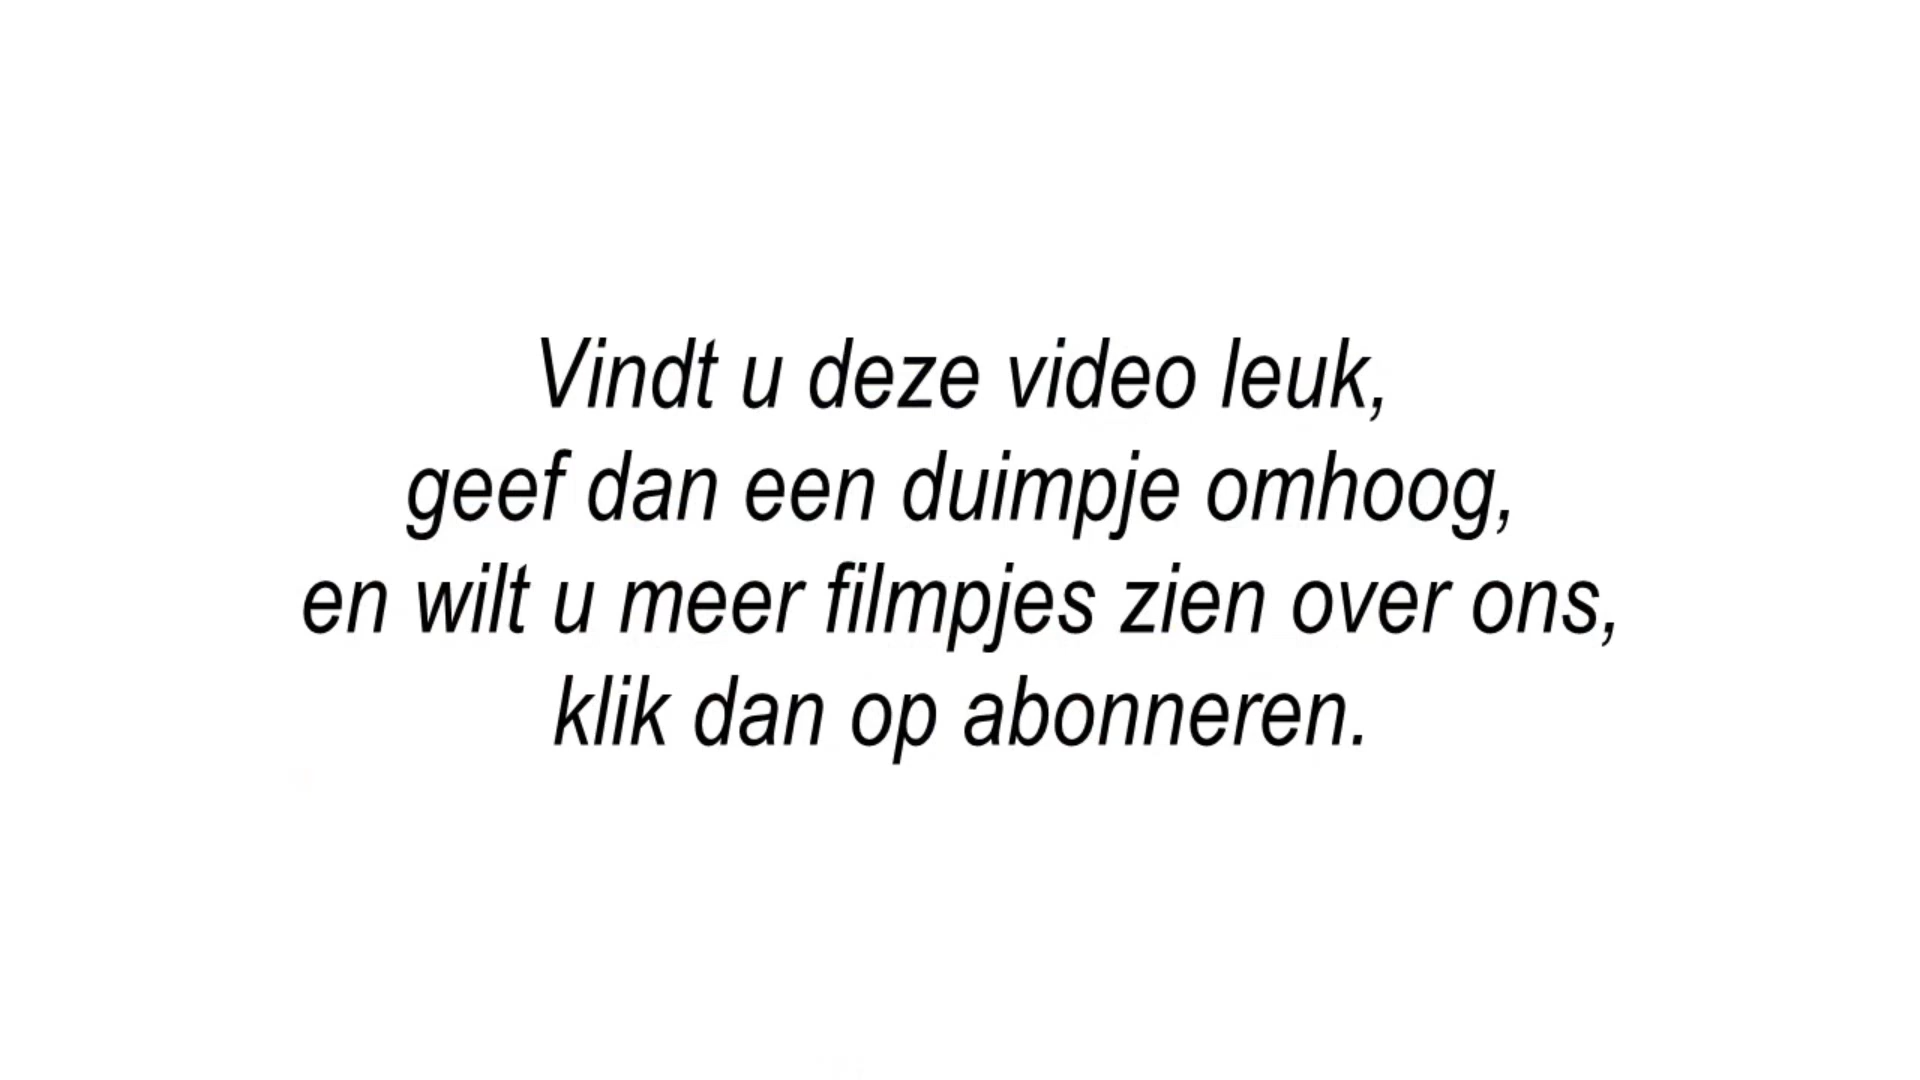 Vindt u deze video leuk,
geef dan een duimpje omhoog,
en wilt u meer filmpjes zien over ons,
klik dan op abonneren.